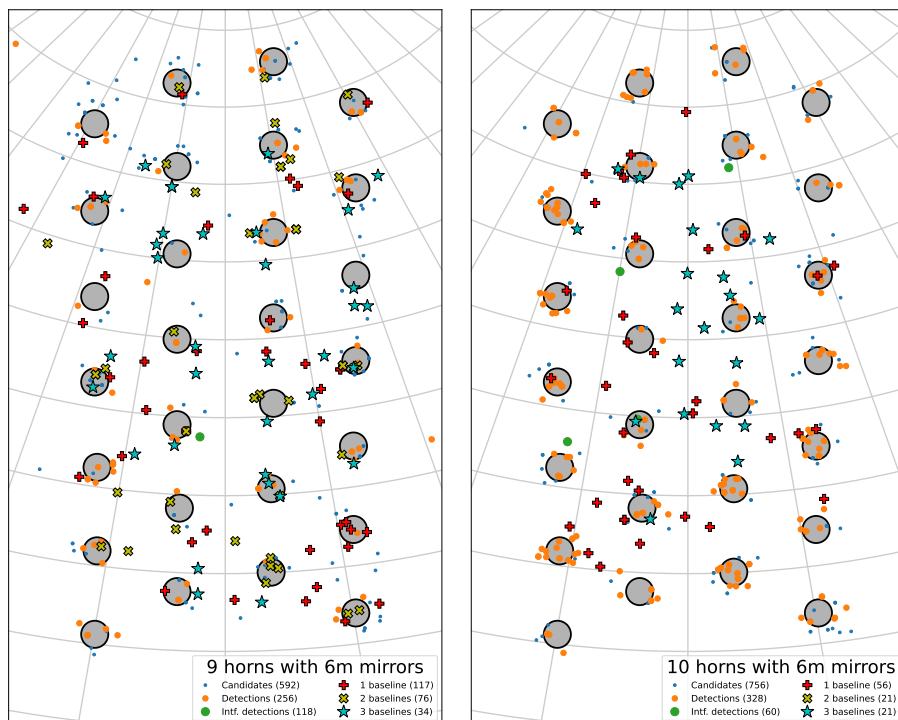 9 horns with 6m mirrors
Candidates (592)
Detections (256)
Intf. detections (118)
1 baseline (117)
2 baselines (76)
3 baselines (34)
10 horns with 6m mirrors
Candidates (756)
Detections (328)
Intf. detections (60)
1 baseline (56)
2 baselines (21)
3 baselines (21)